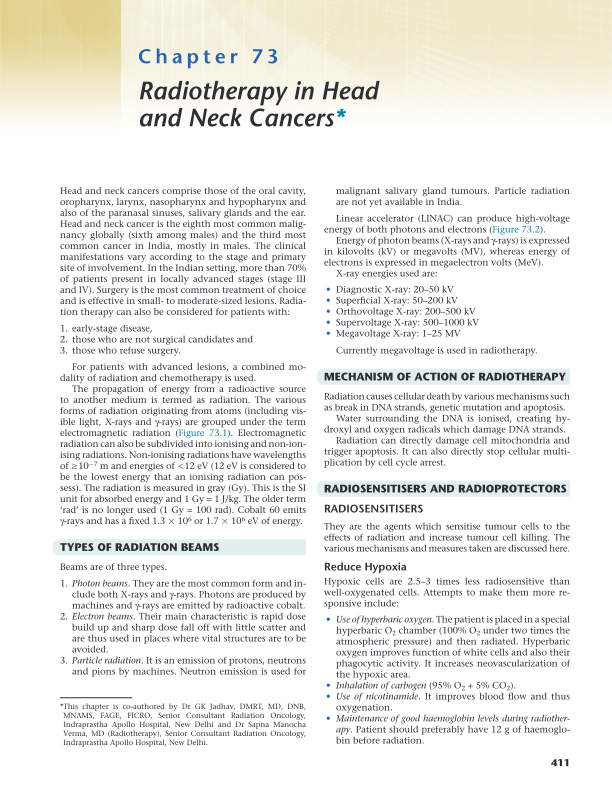 Chapter 73
Radiotherapy in Head
and Neck Cancers*
Head and neck cancers comprise those of the oral cavity,
oropharynx, larynx, nasopharynx and hypopharynx and
also of the paranasal sinuses, salivary glands and the ear.
Head and neck cancer is the eighth most common malig-
nancy globally (sixth among males) and the third most
common cancer in India, mostly in males. The clinical
manifestations vary according to the stage and primary
site of involvement. In the Indian setting, more than 70%
of patients present in locally advanced stages (stage III
and IV). Surgery is the most common treatment of choice
and is effective in small- to moderate-sized lesions. Radia-
tion therapy can also be considered for patients with:
1. early-stage disease,
2. those who are not surgical candidates and
3. those who refuse surgery.
For patients with advanced lesions, a combined mo-
dality of radiation and chemotherapy is used.
The propagation of energy from a radioactive source
to another medium is termed as radiation. The various
forms of radiation originating from atoms (including vis-
ible light, X-rays and γ-rays) are grouped under the term
electromagnetic radiation (Figure 73.1). Electromagnetic
radiation can also be subdivided into ionising and non-ion-
ising radiations. Non-ionising radiations have wavelengths
of ≥10⁻⁷ m and energies of <12 eV (12 eV is considered to
be the lowest energy that an ionising radiation can pos-
sess). The radiation is measured in gray (Gy). This is the SI
unit for absorbed energy and 1 Gy = 1 J/kg. The older term
‘rad’ is no longer used (1 Gy = 100 rad). Cobalt 60 emits
γ-rays and has a fixed 1.3 × 10⁶ or 1.7 × 10⁶ eV of energy.
TYPES OF RADIATION BEAMS
Beams are of three types.
1. Photon beams. They are the most common form and in-
clude both X-rays and γ-rays. Photons are produced by
machines and γ-rays are emitted by radioactive cobalt.
2. Electron beams. Their main characteristic is rapid dose
build up and sharp dose fall off with little scatter and
are thus used in places where vital structures are to be
avoided.
3. Particle radiation. It is an emission of protons, neutrons
and pions by machines. Neutron emission is used for
*This chapter is co-authored by Dr GK Jadhav, DMRT, MD, DNB,
MNAMS, FAGE, FICRO, Senior Consultant Radiation Oncology,
Indraprastha Apollo Hospital, New Delhi and Dr Sapna Manocha
Verma, MD (Radiotherapy), Senior Consultant Radiation Oncology,
Indraprastha Apollo Hospital, New Delhi.
malignant salivary gland tumours. Particle radiation
are not yet available in India.
Linear accelerator (LINAC) can produce high-voltage
energy of both photons and electrons (Figure 73.2).
Energy of photon beams (X-rays and γ-rays) is expressed
in kilovolts (kV) or megavolts (MV), whereas energy of
electrons is expressed in megaelectron volts (MeV).
X-ray energies used are:
• Diagnostic X-ray: 20–50 kV
• Superficial X-ray: 50–200 kV
• Orthovoltage X-ray: 200–500 kV
• Supervoltage X-ray: 500–1000 kV
• Megavoltage X-ray: 1–25 MV
Currently megavoltage is used in radiotherapy.
MECHANISM OF ACTION OF RADIOTHERAPY
Radiation causes cellular death by various mechanisms such
as break in DNA strands, genetic mutation and apoptosis.
Water surrounding the DNA is ionised, creating hy-
droxyl and oxygen radicals which damage DNA strands.
Radiation can directly damage cell mitochondria and
trigger apoptosis. It can also directly stop cellular multi-
plication by cell cycle arrest.
RADIOSENSITISERS AND RADIOPROTECTORS
RADIOSENSITISERS
They are the agents which sensitise tumour cells to the
effects of radiation and increase tumour cell killing. The
various mechanisms and measures taken are discussed here.
Reduce Hypoxia
Hypoxic cells are 2.5–3 times less radiosensitive than
well-oxygenated cells. Attempts to make them more re-
sponsive include:
• Use of hyperbaric oxygen. The patient is placed in a special
hyperbaric O₂ chamber (100% O₂ under two times the
atmospheric pressure) and then radiated. Hyperbaric
oxygen improves function of white cells and also their
phagocytic activity. It increases neovascularization of
the hypoxic area.
• Inhalation of carbogen (95% O₂ + 5% CO₂).
• Use of nicotinamide. It improves blood flow and thus
oxygenation.
• Maintenance of good haemoglobin levels during radiother-
apy. Patient should preferably have 12 g of haemoglo-
bin before radiation.
411